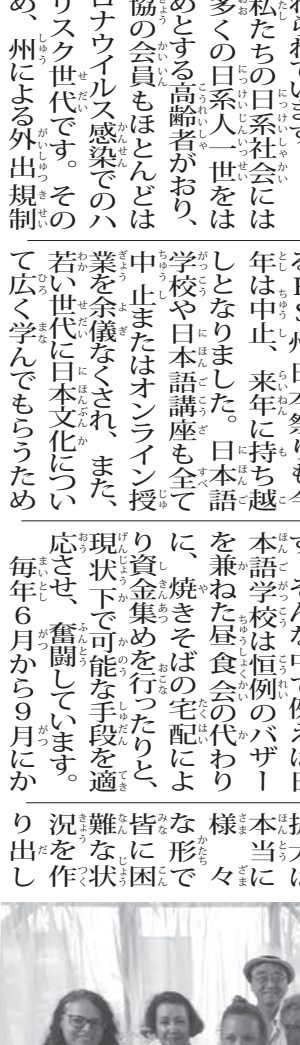 私たちの日系社会には
多くの日系人一世をは
めとする高齢者がおり、
協の会員もほとんどは
ロナウイルス感染でのハ
リスク世代です。その
め、州による外出規制
年は中止、来年に持ち越
しとなりました。日本語
学校や日本語講座も全て
中止またはオンライン授
業を余儀なくされ、また、
若い世代に日本文化につい
て広く学んでもらうため
本語学校は恒例のバザー
を兼ねた昼食会の代わり
に、焼きそばの宅配によ
り資金集めを行ったりと、
現状下で可能な手段を適
応させ、奮闘しています。
毎年6月から9月にか
本当に
様々
な形で
皆に困
難な状
況を作
り出し